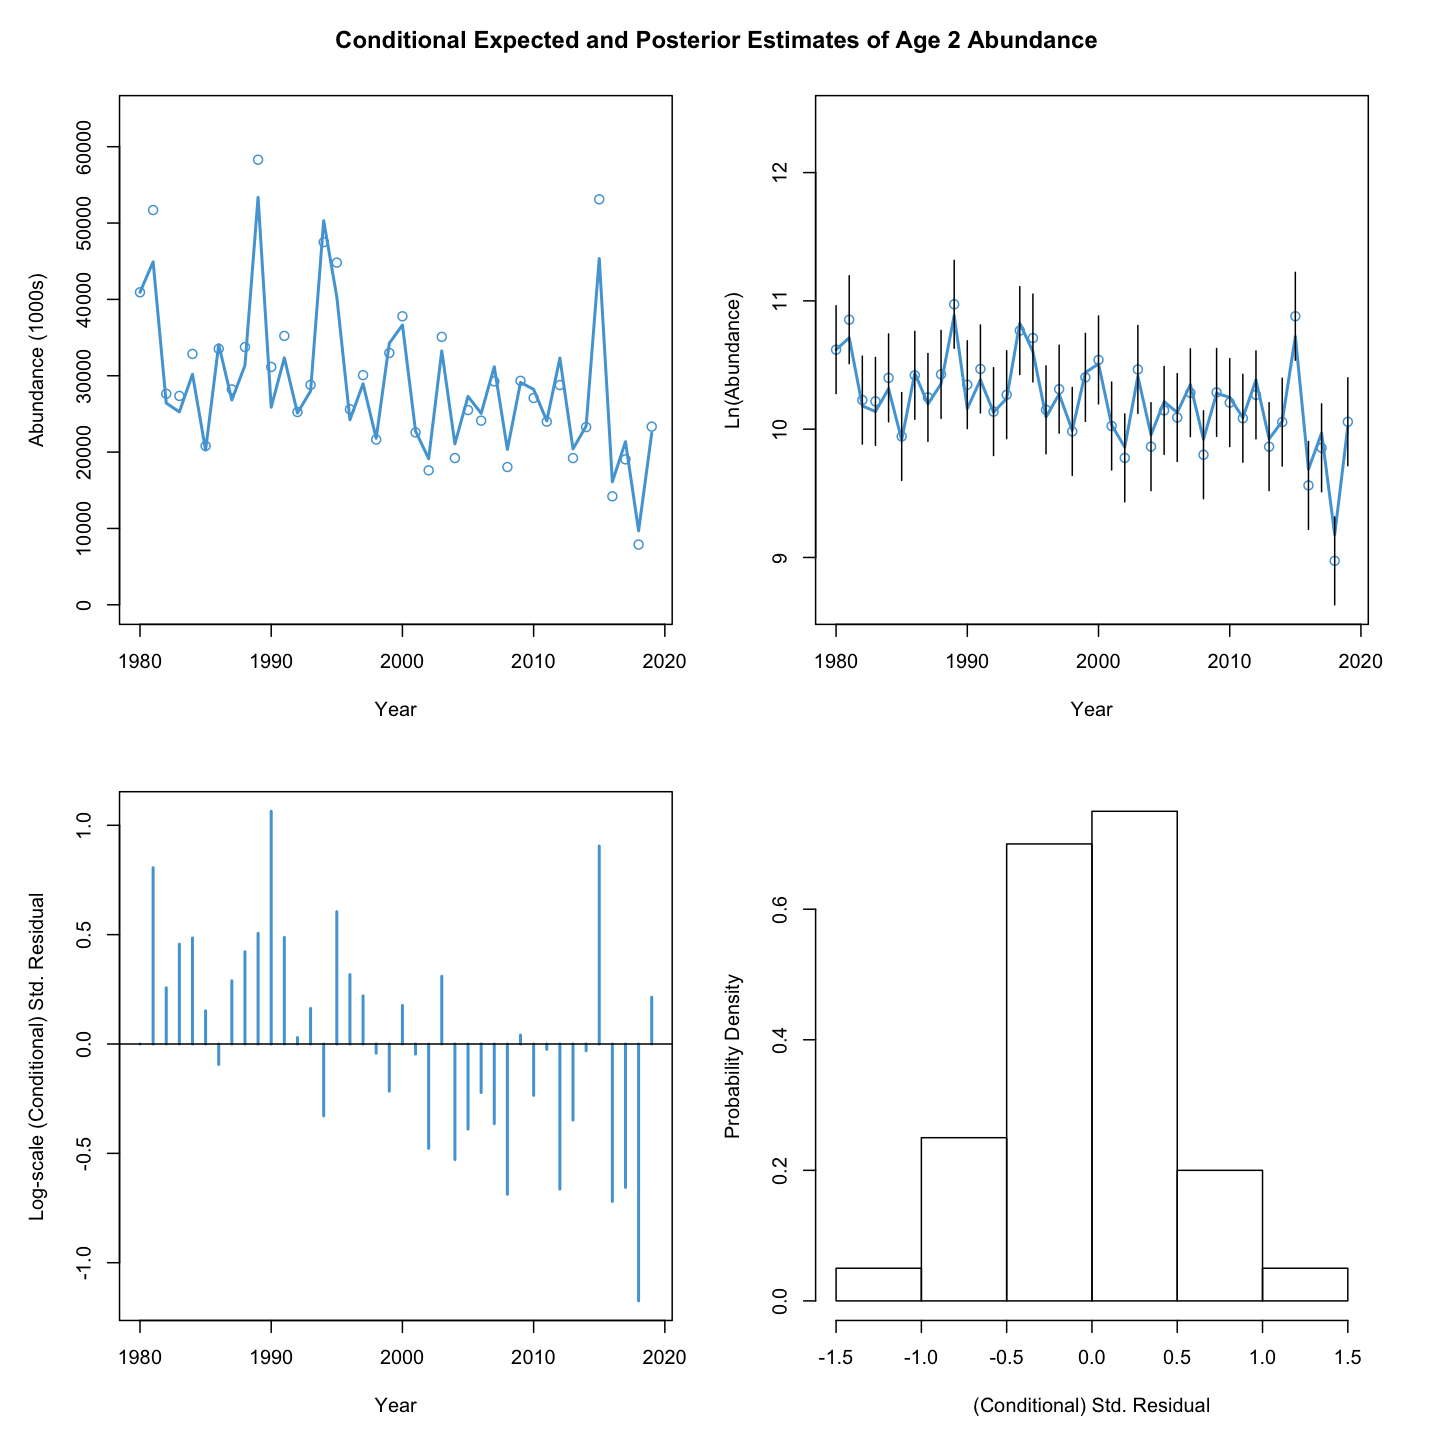 Conditional Expected and Posterior Estimates of Age 2 Abundance
Abundance (1000s)
60000
50000
40000
30000
20000
10000
0
1980 1990 2000 2010 2020
Year
Ln(Abundance)
12
11
10
9
1980 1990 2000 2010 2020
Year
Log-scale (Conditional) Std. Residual
1.0
0.5
0.0
-0.5
-1.0
1980 1990 2000 2010 2020
Year
Probability Density
0.6
0.4
0.2
0.0
-1.5 -1.0 -0.5 0.0 0.5 1.0 1.5
(Conditional) Std. Residual